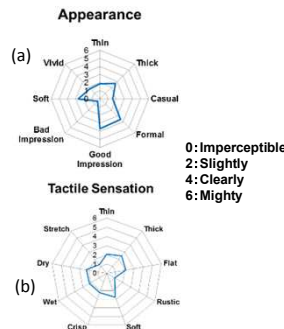 Appearance
(a)
Thin
Thick
Casual
Formal
Good
Impression
Bad
Impression
Soft
Vivid
6
5
4
3
2
1
0
0:Imperceptible
2:Slightly
4:Clearly
6:Mighty
Tactile Sensation
(b)
Thin
Thick
Flat
Rustic
Soft
Crisp
Wet
Dry
Stretch
6
5
4
3
2
1
0